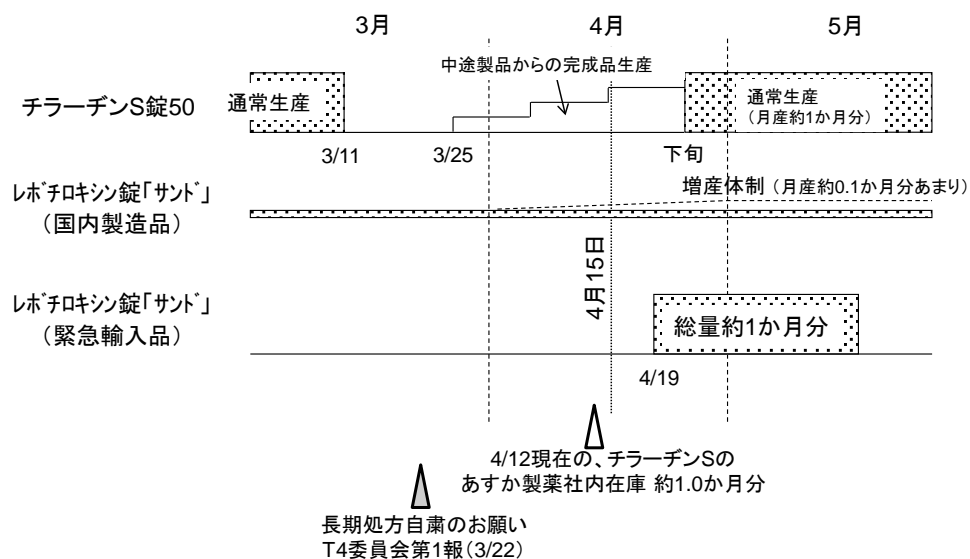 3月
4月
5月
中途製品からの完成品生産
チラーヂンS錠50
通常生産
通常生産
(月産約1か月分)
3/11
3/25
下旬
増産体制（月産約0.1か月分あまり）
ﾚﾎﾞﾁﾛｷｼﾝ錠｢ｻﾝﾄﾞ｣
（国内製造品）
4月15日
ﾚﾎﾞﾁﾛｷｼﾝ錠｢ｻﾝﾄﾞ｣
（緊急輸入品）
総量約1か月分
4/19
4/12現在の、チラーヂンSの
あすか製薬社内在庫 約1.0か月分
長期処方自粛のお願い
T4委員会第1報(3/22)